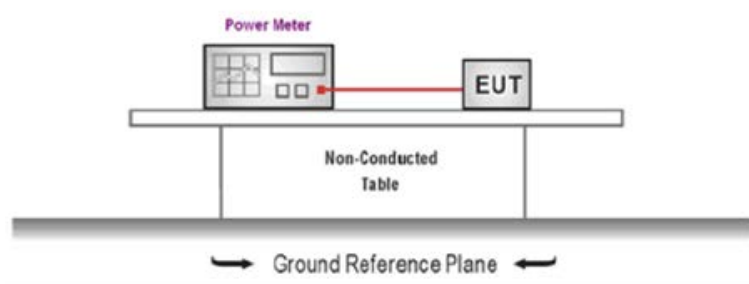 Power Meter
EUT
Non-Conducted
Table
Ground Reference Plane